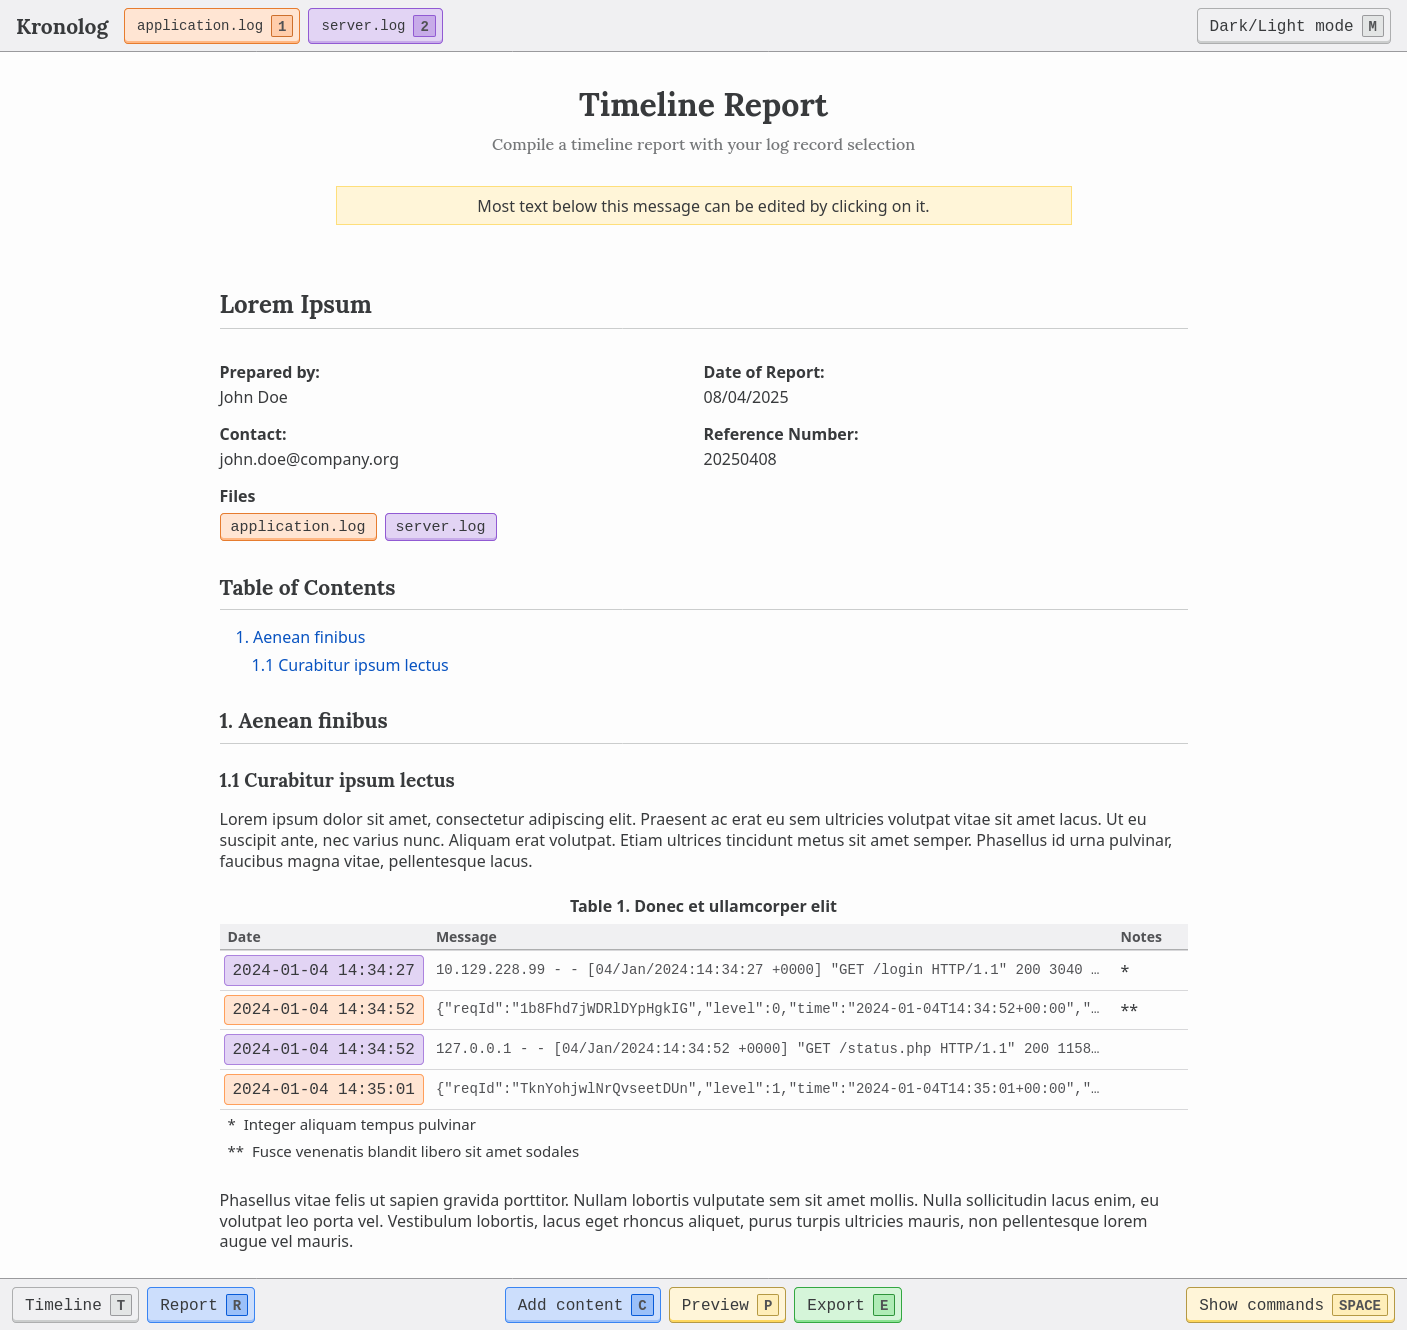 Kronolog application.log 1 server.log 2 Dark/Light mode M
Timeline Report
Compile a timeline report with your log record selection
Most text below this message can be edited by clicking on it.
Lorem Ipsum
Prepared by: Date of Report:
John Doe 08/04/2025
Contact: Reference Number:
john.doe@company.org 20250408
Files
application.log server.log
Table of Contents
1. Aenean finibus
1.1 Curabitur ipsum lectus
1. Aenean finibus
1.1 Curabitur ipsum lectus
Lorem ipsum dolor sit amet, consectetur adipiscing elit. Praesent ac erat eu sem ultricies volutpat vitae sit amet lacus. Ut eu
suscipit ante, nec varius nunc. Aliquam erat volutpat. Etiam ultrices tincidunt metus sit amet semper. Phasellus id urna pulvinar,
faucibus magna vitae, pellentesque lacus.
Table 1. Donec et ullamcorper elit
Date Message Notes
2024-01-04 14:34:27 10.129.228.99 - - [04/Jan/2024:14:34:27 +0000] "GET /login HTTP/1.1" 200 3040 … *
2024-01-04 14:34:52 {"reqId":"1b8Fhd7jWDRlDYpHgkIG","level":0,"time":"2024-01-04T14:34:52+00:00","… **
2024-01-04 14:34:52 127.0.0.1 - - [04/Jan/2024:14:34:52 +0000] "GET /status.php HTTP/1.1" 200 1158…
2024-01-04 14:35:01 {"reqId":"TknYohjwlNrQvseetDUn","level":1,"time":"2024-01-04T14:35:01+00:00","…
* Integer aliquam tempus pulvinar
** Fusce venenatis blandit libero sit amet sodales
Phasellus vitae felis ut sapien gravida porttitor. Nullam lobortis vulputate sem sit amet mollis. Nulla sollicitudin lacus enim, eu
volutpat leo porta vel. Vestibulum lobortis, lacus eget rhoncus aliquet, purus turpis ultricies mauris, non pellentesque lorem
augue vel mauris.
Timeline T Report R Add content C Preview P Export E Show commands SPACE